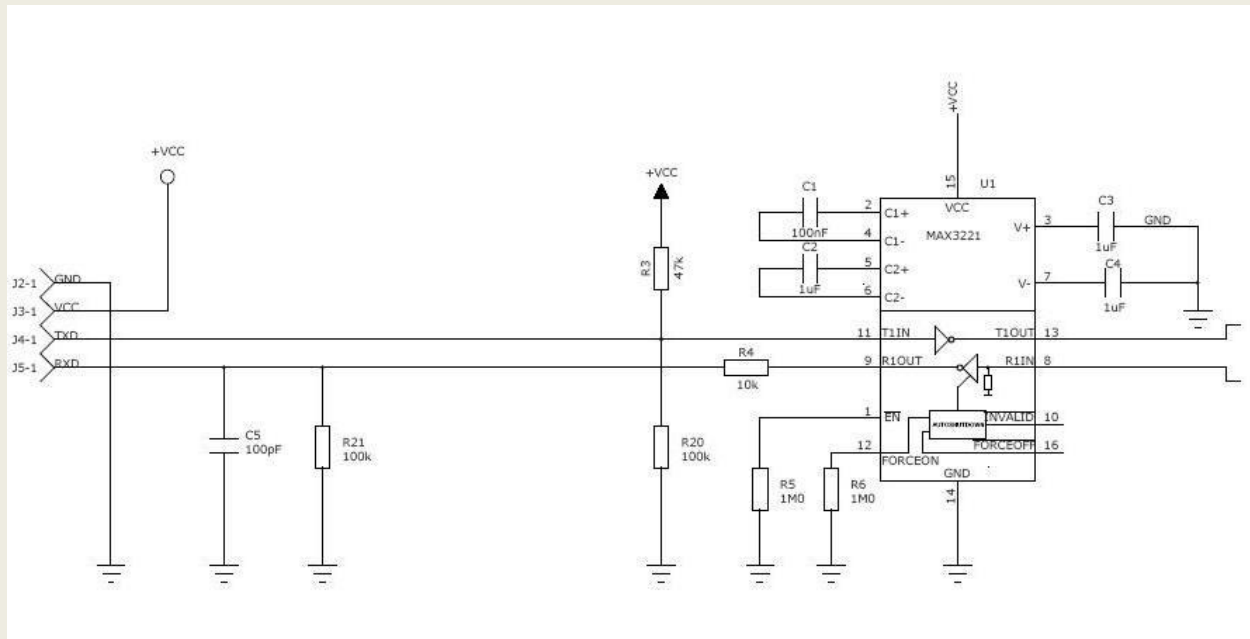 +VCC
+VCC
+VCC
15
U1
C1
2
C1+
VCC
100nF
4
C1-
MAX3221
V+
3
C3
GND
1uF
C2
5
C2+
1uF
6
C2-
V-
7
C4
1uF
R3
47k
J2-1
GND
J3-1
VCC
J4-1
TXD
11
T1IN
T1OUT
13
J5-1
RXD
R4
10k
9
R1OUT
R1IN
8
1
EN
INVALID
10
12
FORCEON
FORCEOFF
16
GND
14
C5
100pF
R21
100k
R20
100k
R5
1M0
R6
1M0